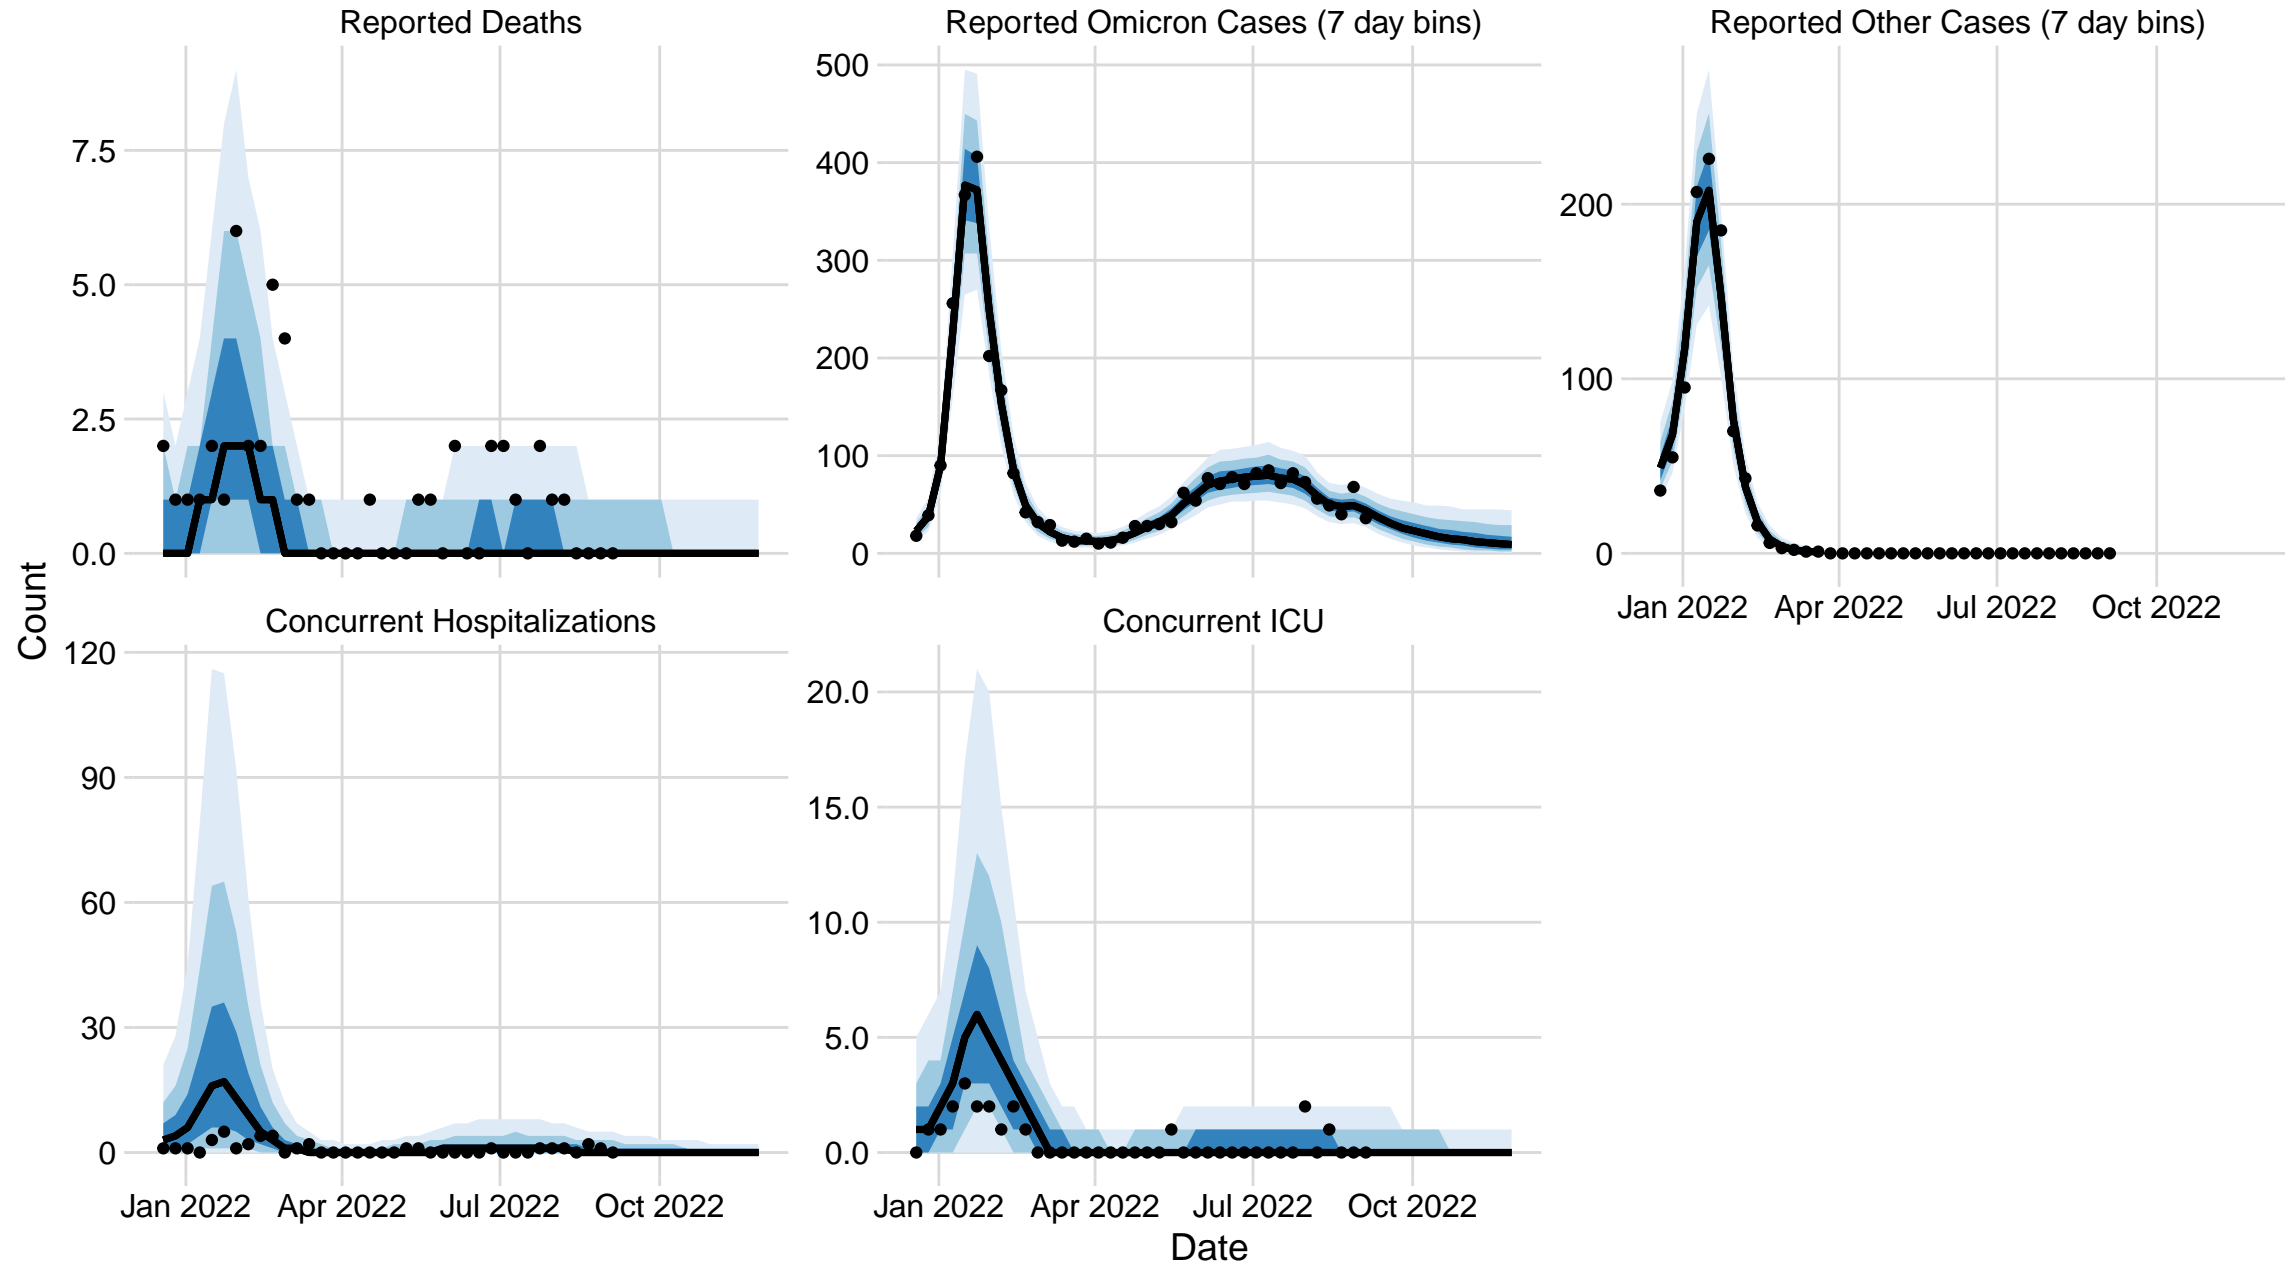 Reported Deaths
Reported Omicron Cases (7 day bins)
Reported Other Cases (7 day bins)
7.5
5.0
2.5
0.0
500
400
300
200
100
0
200
100
0
Jan 2022 Apr 2022 Jul 2022 Oct 2022
Count
Concurrent Hospitalizations
Concurrent ICU
120
90
60
30
0
20.0
15.0
10.0
5.0
0.0
Jan 2022 Apr 2022 Jul 2022 Oct 2022
Jan 2022 Apr 2022 Jul 2022 Oct 2022
Date